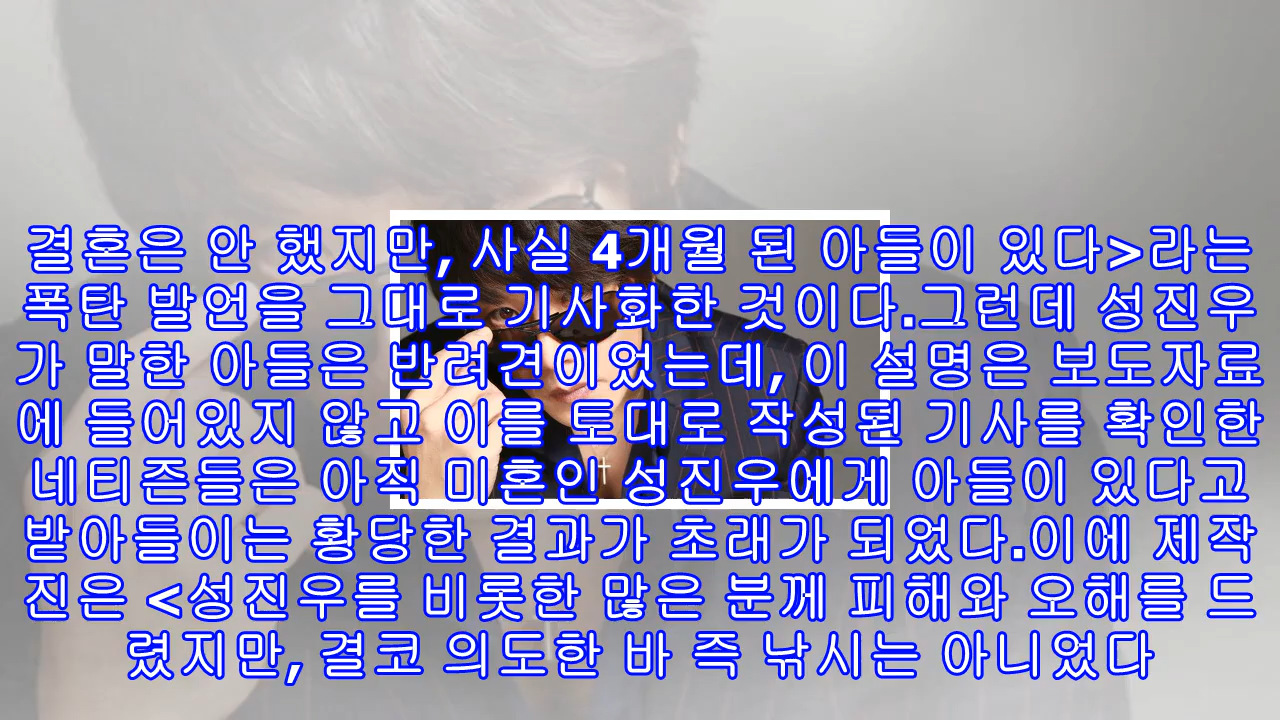 결혼은 안 했지만, 사실 4개월 된 아들이 있다>라는
폭탄 발언을 그대로 기사화한 것이다.그런데 성진우
가 말한 아들은 반려견이었는데, 이 설명은 보도자료
에 들어있지 않고 이를 토대로 작성된 기사를 확인한
네티즌들은 아직 미혼인 성진우에게 아들이 있다고
받아들이는 황당한 결과가 초래가 되었다.이에 제작
진은 <성진우를 비롯한 많은 분께 피해와 오해를 드
렸지만, 결코 의도한 바 즉 낚시는 아니었다